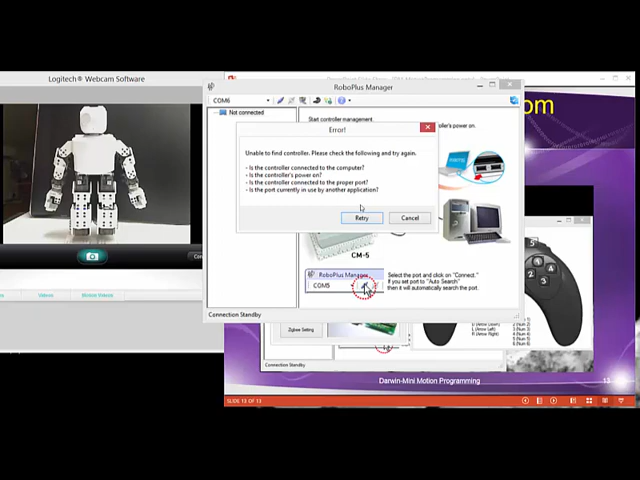 Logitech® Webcam Software
RoboPlus Manager
COM6
Not connected
Start controller management.
Error!
Unable to find controller. Please check the following and try again.
- Is the controller connected to the computer?
- Is the controller's power on?
- Is the controller connected to the proper port?
- Is the port currently in use by another application?
Retry
Cancel
CM-5
RoboPlus Manager
COM5
Select the port and click on "Connect."
If you set port to "Auto Search"
then it will automatically search the port.
Connection Standby
Videos
Motion Videos
Zigbee Setting
Connection Standby
Darwin-Mini Motion Programming
13
SLIDE 13 OF 13